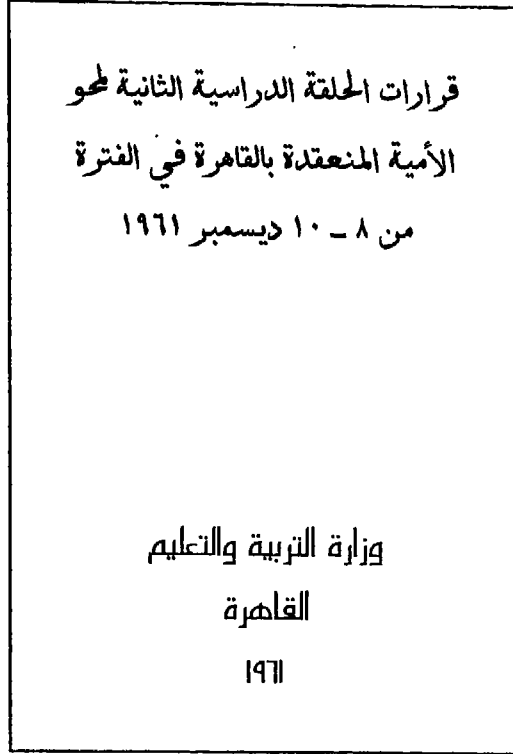 قرارات الحلقة الدراسية الثانية لمحو
الأمية المنعقدة بالقاهرة في الفترة
من ٨ ــ ١٠ ديسمبر ١٩٦١
وزارة التربية والتعليم
القاهرة
١٩٦١